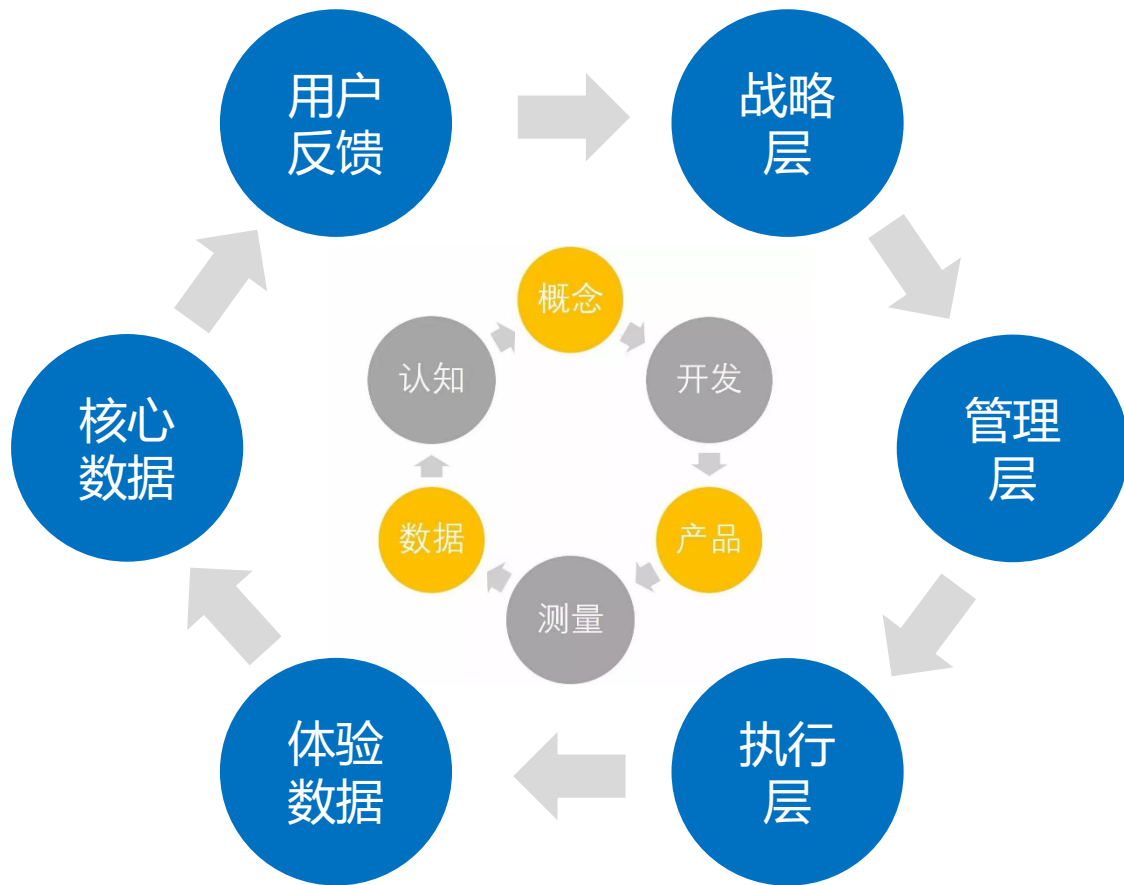 用户
反馈
战略
层
概念
认知
开发
核心
数据
管理
层
数据
产品
测量
体验
数据
执行
层